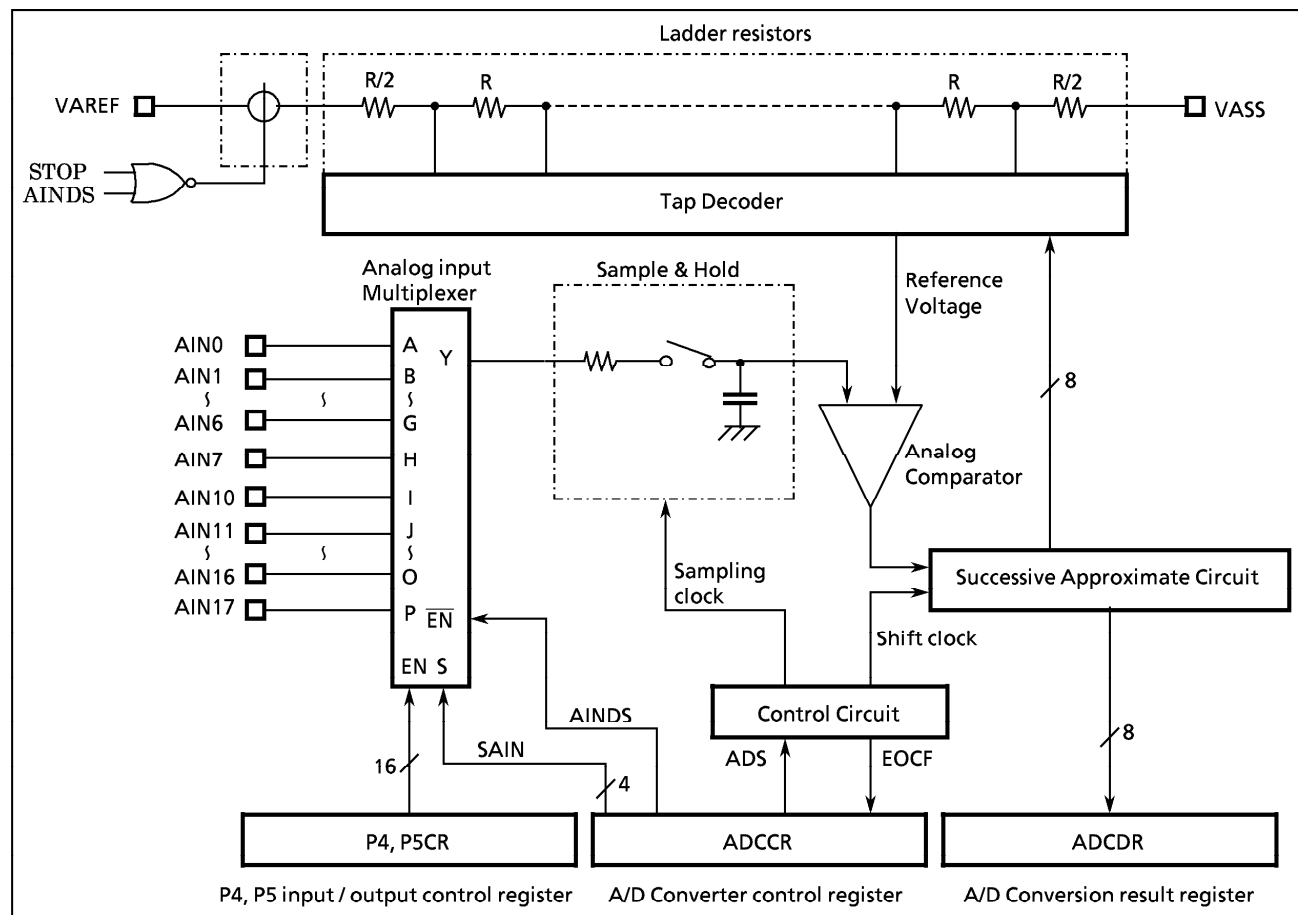 Ladder resistors
R/2
R
R
R/2
VAREF
VASS
STOP
AINDS
Tap Decoder
Analog input
Multiplexer
Sample & Hold
Reference
Voltage
AIN0
A
Y
AIN1
B
AIN6
G
8
AIN7
H
Analog
Comparator
AIN10
I
AIN11
J
AIN16
O
Sampling
clock
Successive Approximate Circuit
AIN17
P
EN
Shift clock
EN S
AINDS
Control Circuit
SAIN
ADS
EOCF
8
16
4
P4, P5CR
ADCCR
ADCDR
P4, P5 input / output control register
A/D Converter control register
A/D Conversion result register